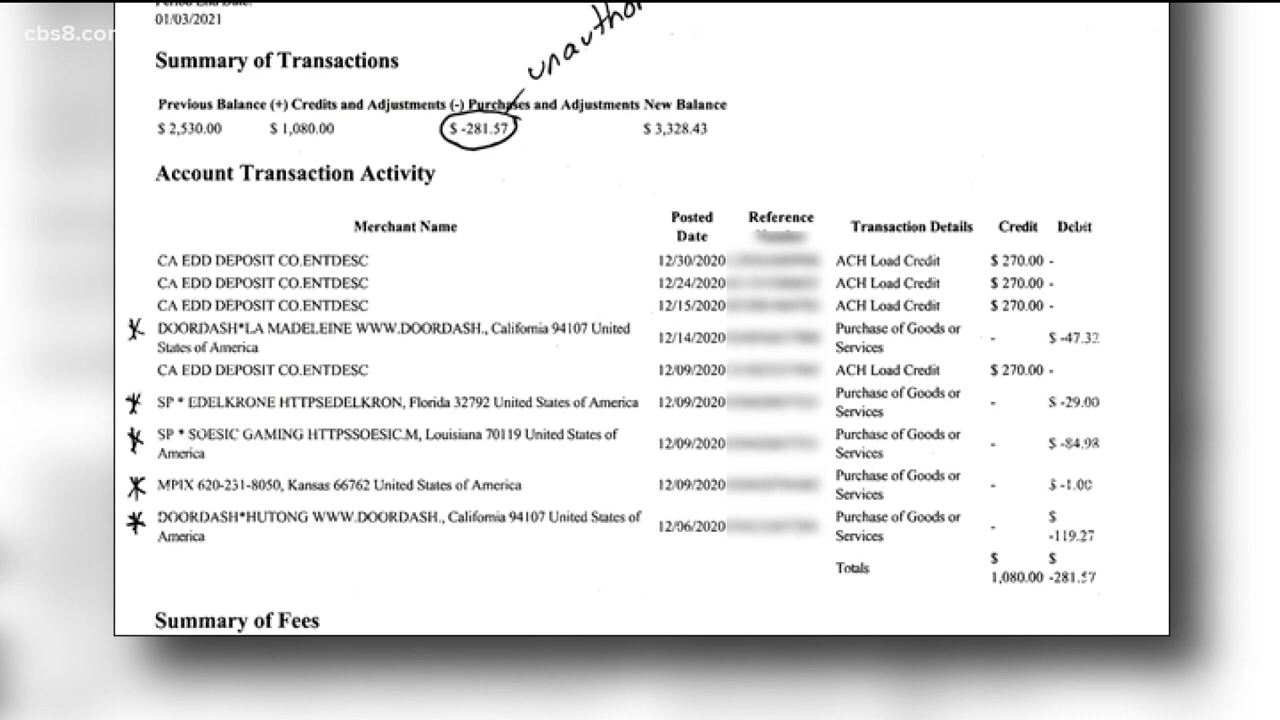 cbs8.com
01/03/2021
Summary of Transactions
Previous Balance (+) Credits and Adjustments (-) Purchases and Adjustments New Balance
$ 2,530.00 $ 1,080.00 $ -281.57 $ 3,328.43
Account Transaction Activity
Merchant Name Posted Date Reference Transaction Details Credit Debit
CA EDD DEPOSIT CO.ENTDESC 12/30/2020 ACH Load Credit $ 270.00 -
CA EDD DEPOSIT CO.ENTDESC 12/24/2020 ACH Load Credit $ 270.00 -
CA EDD DEPOSIT CO.ENTDESC 12/15/2020 ACH Load Credit $ 270.00 -
DOORDASH*LA MADELEINE WWW.DOORDASH., California 94107 United
States of America 12/14/2020 Purchase of Goods or
Services - $ -47.32
CA EDD DEPOSIT CO.ENTDESC 12/09/2020 ACH Load Credit $ 270.00 -
SP * EDELKRONE HTTPSEDELKRON, Florida 32792 United States of America 12/09/2020 Purchase of Goods or
Services - $ -29.00
SP * SOESIC GAMING HTTPSSOESIC.M, Louisiana 70119 United States of
America 12/09/2020 Purchase of Goods or
Services - $ -84.98
MPIX 620-231-8050, Kansas 66762 United States of America 12/09/2020 Purchase of Goods or
Services - $ -1.00
DOORDASH*HUTONG WWW.DOORDASH., California 94107 United States of
America 12/06/2020 Purchase of Goods or
Services - $
-119.27
Totals $ $
1,080.00 -281.57
Summary of Fees